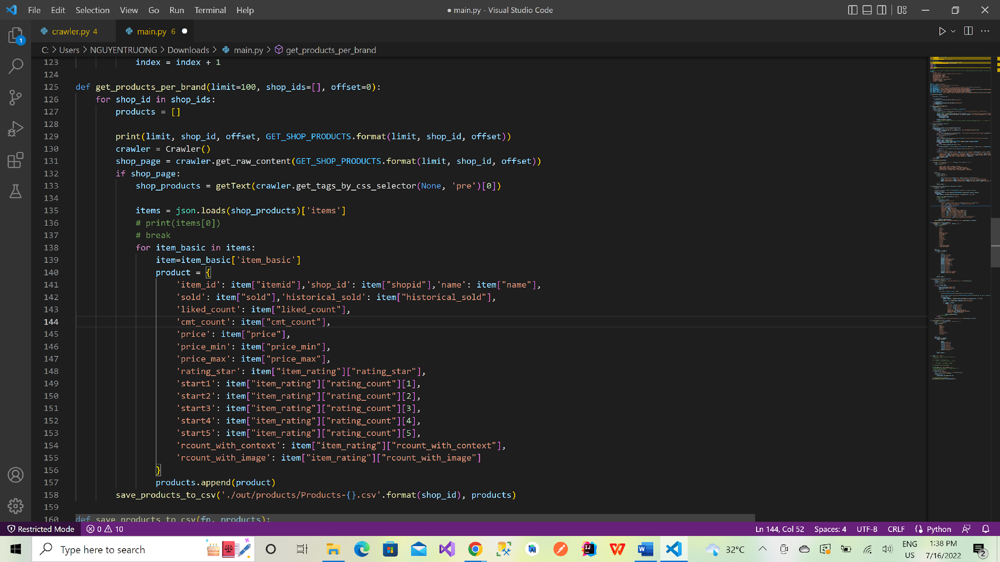 File Edit Selection View Go Run Terminal Help
● main.py - Visual Studio Code
crawler.py 4 main.py 6
1
C: > Users > NGUYENTRUONG > Downloads > main.py > get_products_per_brand
123 index = index + 1
124
125 def get_products_per_brand(limit=100, shop_ids=[], offset=0):
126 for shop_id in shop_ids:
127 products = []
128
129 print(limit, shop_id, offset, GET_SHOP_PRODUCTS.format(limit, shop_id, offset))
130 crawler = Crawler()
131 shop_page = crawler.get_raw_content(GET_SHOP_PRODUCTS.format(limit, shop_id, offset))
132 if shop_page:
133 shop_products = getText(crawler.get_tags_by_css_selector(None, 'pre')[0])
134
135 items = json.loads(shop_products)['items']
136 # print(items[0])
137 # break
138 for item_basic in items:
139 item=item_basic['item_basic']
140 product = {
141 'item_id': item["itemid"],'shop_id': item["shopid"],'name': item["name"],
142 'sold': item["sold"],'historical_sold': item["historical_sold"],
143 'liked_count': item["liked_count"],
144 'cmt_count': item["cmt_count"],
145 'price': item["price"],
146 'price_min': item["price_min"],
147 'price_max': item["price_max"],
148 'rating_star': item["item_rating"]["rating_star"],
149 'start1': item["item_rating"]["rating_count"][1],
150 'start2': item["item_rating"]["rating_count"][2],
151 'start3': item["item_rating"]["rating_count"][3],
152 'start4': item["item_rating"]["rating_count"][4],
153 'start5': item["item_rating"]["rating_count"][5],
154 'rcount_with_context': item["item_rating"]["rcount_with_context"],
155 'rcount_with_image': item["item_rating"]["rcount_with_image"]
156 }
157 products.append(product)
158 save_products_to_csv('./out/products/Products-{}.csv'.format(shop_id), products)
159
160 def save_products_to_csv(fn, products):
Restricted Mode 0 10 Ln 144, Col 52 Spaces: 4 UTF-8 CRLF Python
Type here to search
32°C
ENG
US
1:38 PM
7/16/2022
2